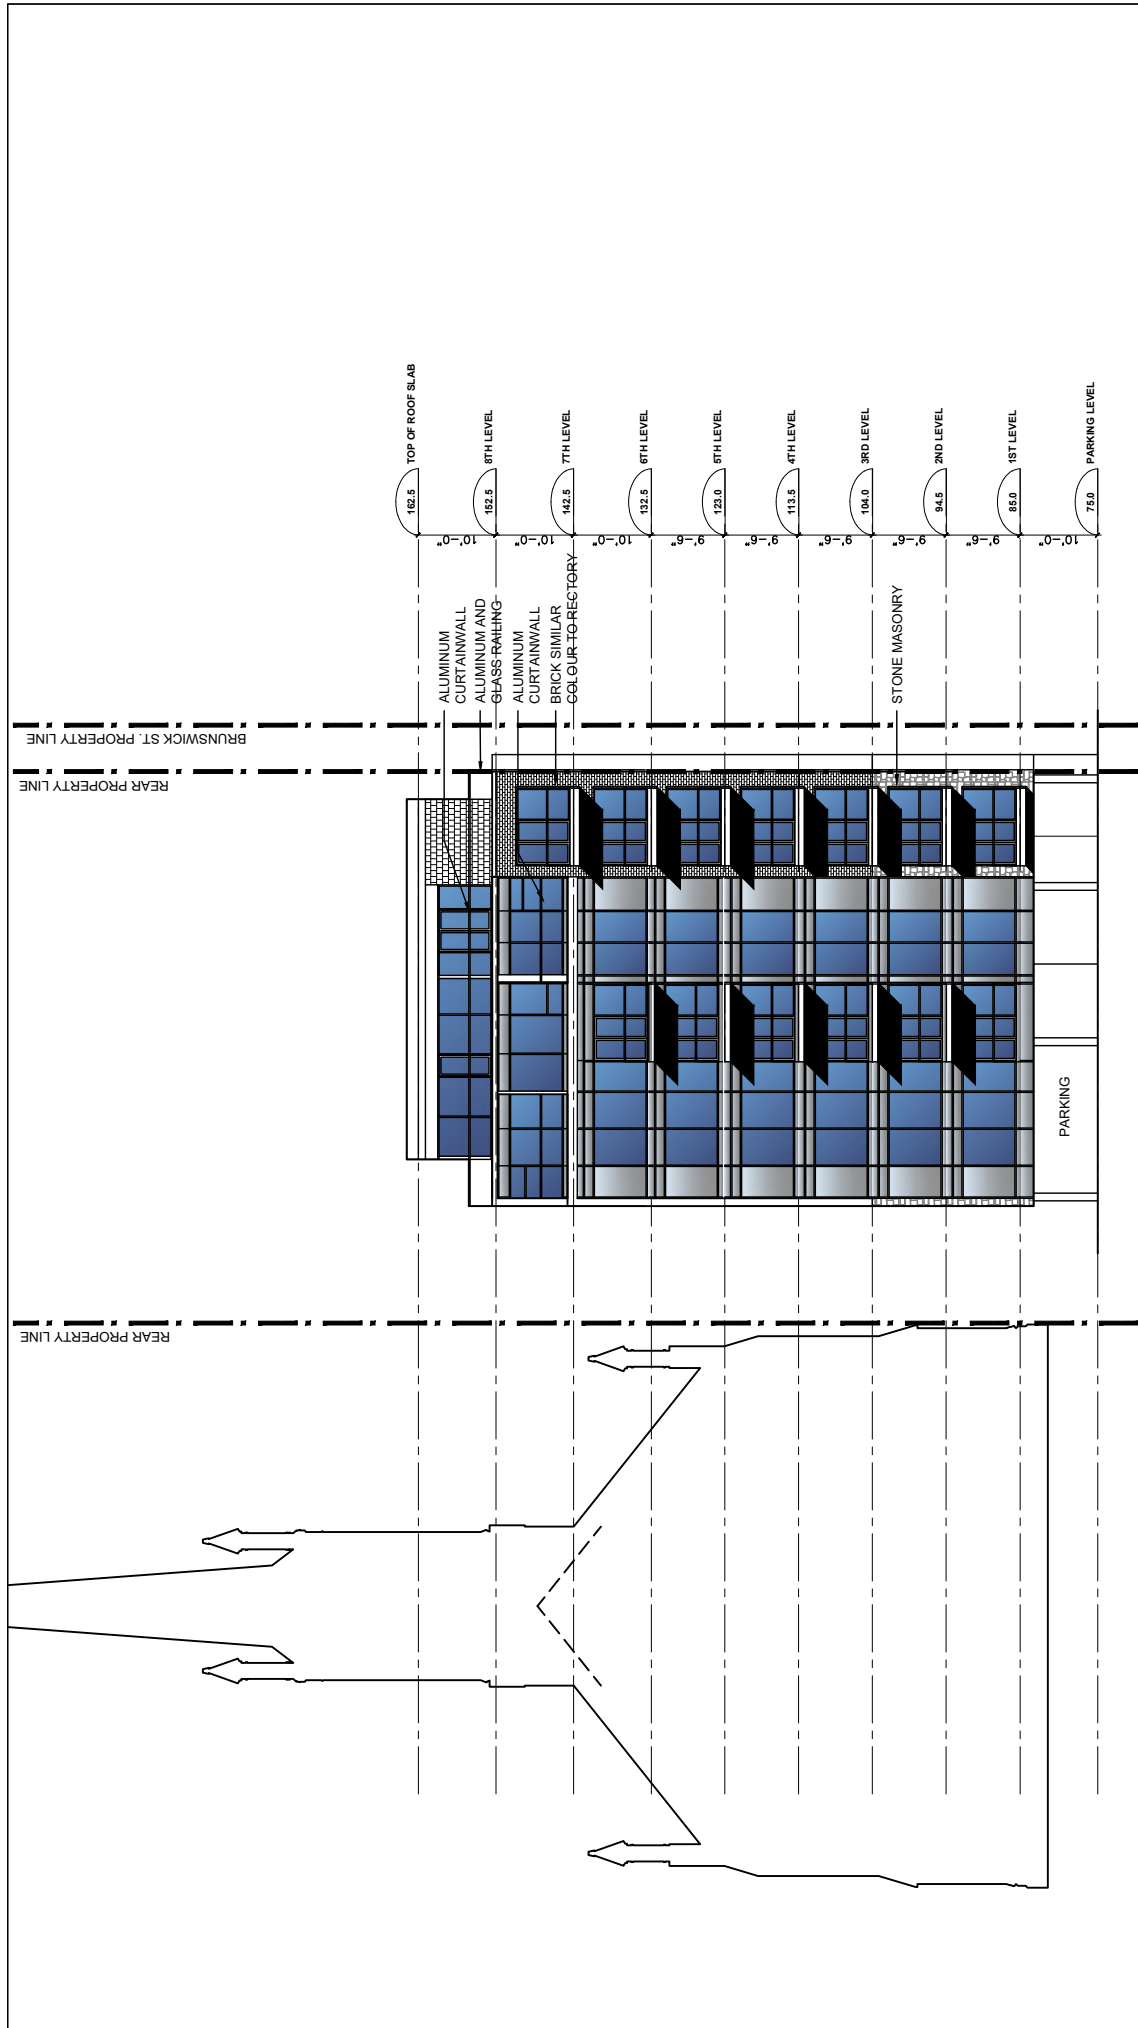 BRUNSWICK ST. PROPERTY LINE
REAR PROPERTY LINE
REAR PROPERTY LINE
TOP OF ROOF SLAB
162.5
10'-0"
8TH LEVEL
152.5
10'-0"
7TH LEVEL
142.5
10'-0"
6TH LEVEL
132.5
9'-6"
5TH LEVEL
123.0
9'-6"
4TH LEVEL
113.5
9'-6"
3RD LEVEL
104.0
9'-6"
2ND LEVEL
94.5
9'-6"
1ST LEVEL
85.0
10'-0"
PARKING LEVEL
75.0
ALUMINUM
CURTAINWALL
ALUMINUM AND
GLASS RAILING
ALUMINUM
CURTAINWALL
BRICK SIMILAR
COLOUR TO RECTORY
STONE MASONRY
PARKING